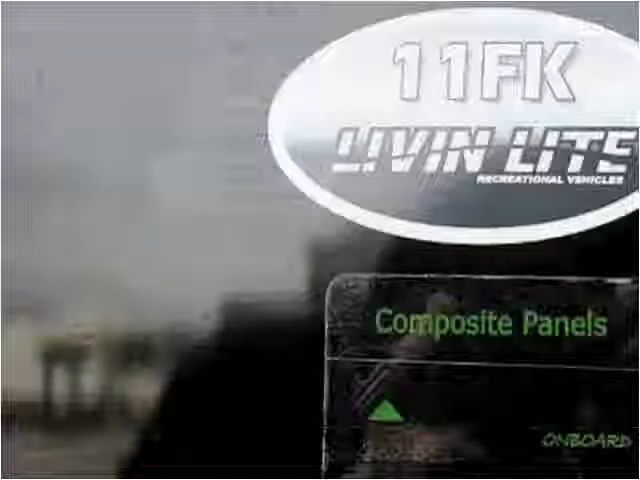 11FK
LIVIN LITE
RECREATIONAL VEHICLES
Composite Panels
ONBOARD